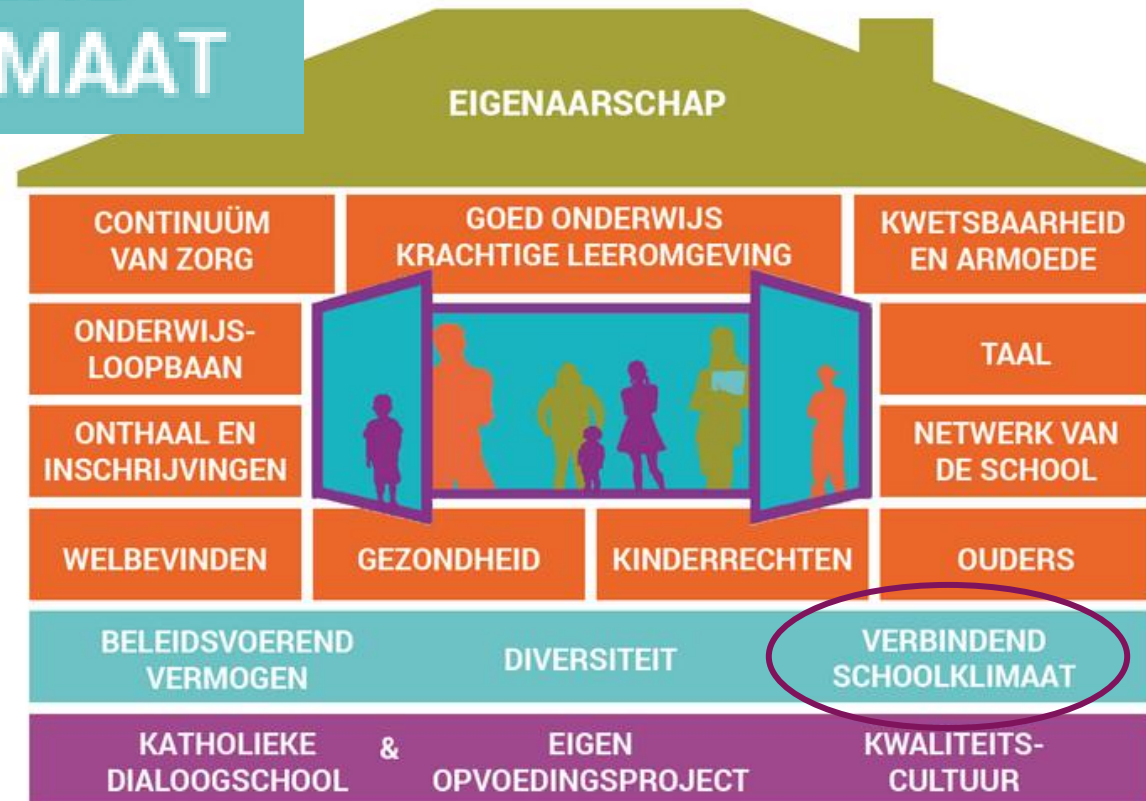 MAAT
EIGENAARSCHAP
CONTINUÜM
VAN ZORG
GOED ONDERWIJS
KRACHTIGE LEEROMGEVING
KWETSBAARHEID
EN ARMOEDE
ONDERWIJS-
LOOPBAAN
TAAL
ONTHAAL EN
INSCHRIJVINGEN
NETWERK VAN
DE SCHOOL
WELBEVINDEN
GEZONDHEID
KINDERRECHTEN
OUDERS
BELEIDSVOEREND
VERMOGEN
DIVERSITEIT
VERBINDEND
SCHOOLKLIMAAT
KATHOLIEKE
DIALOOGSCHOOL
&
EIGEN
OPVOEDINGSPROJECT
KWALITEITS-
CULTUUR